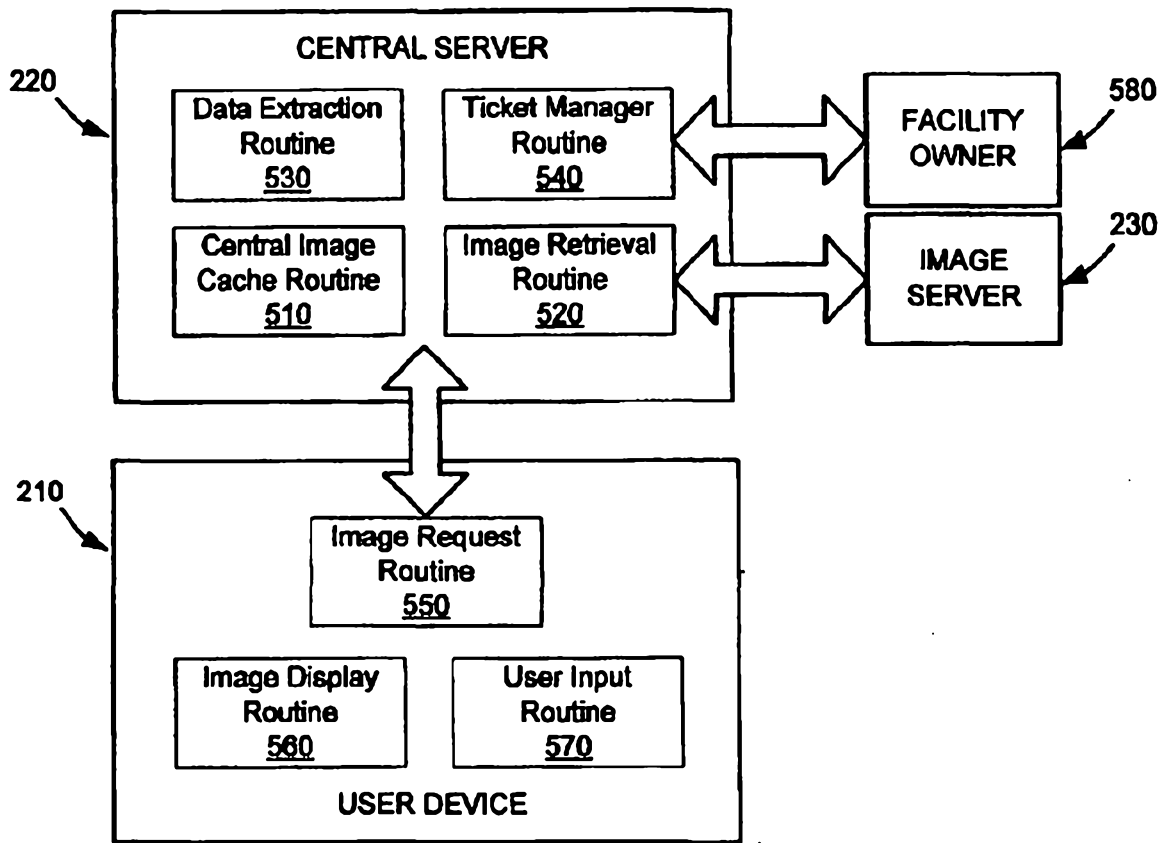 CENTRAL SERVER
220
Data Extraction
Routine
530
Ticket Manager
Routine
540
FACILITY
OWNER
580
Central Image
Cache Routine
510
Image Retrieval
Routine
520
IMAGE
SERVER
230
210
Image Request
Routine
550
Image Display
Routine
560
User Input
Routine
570
USER DEVICE